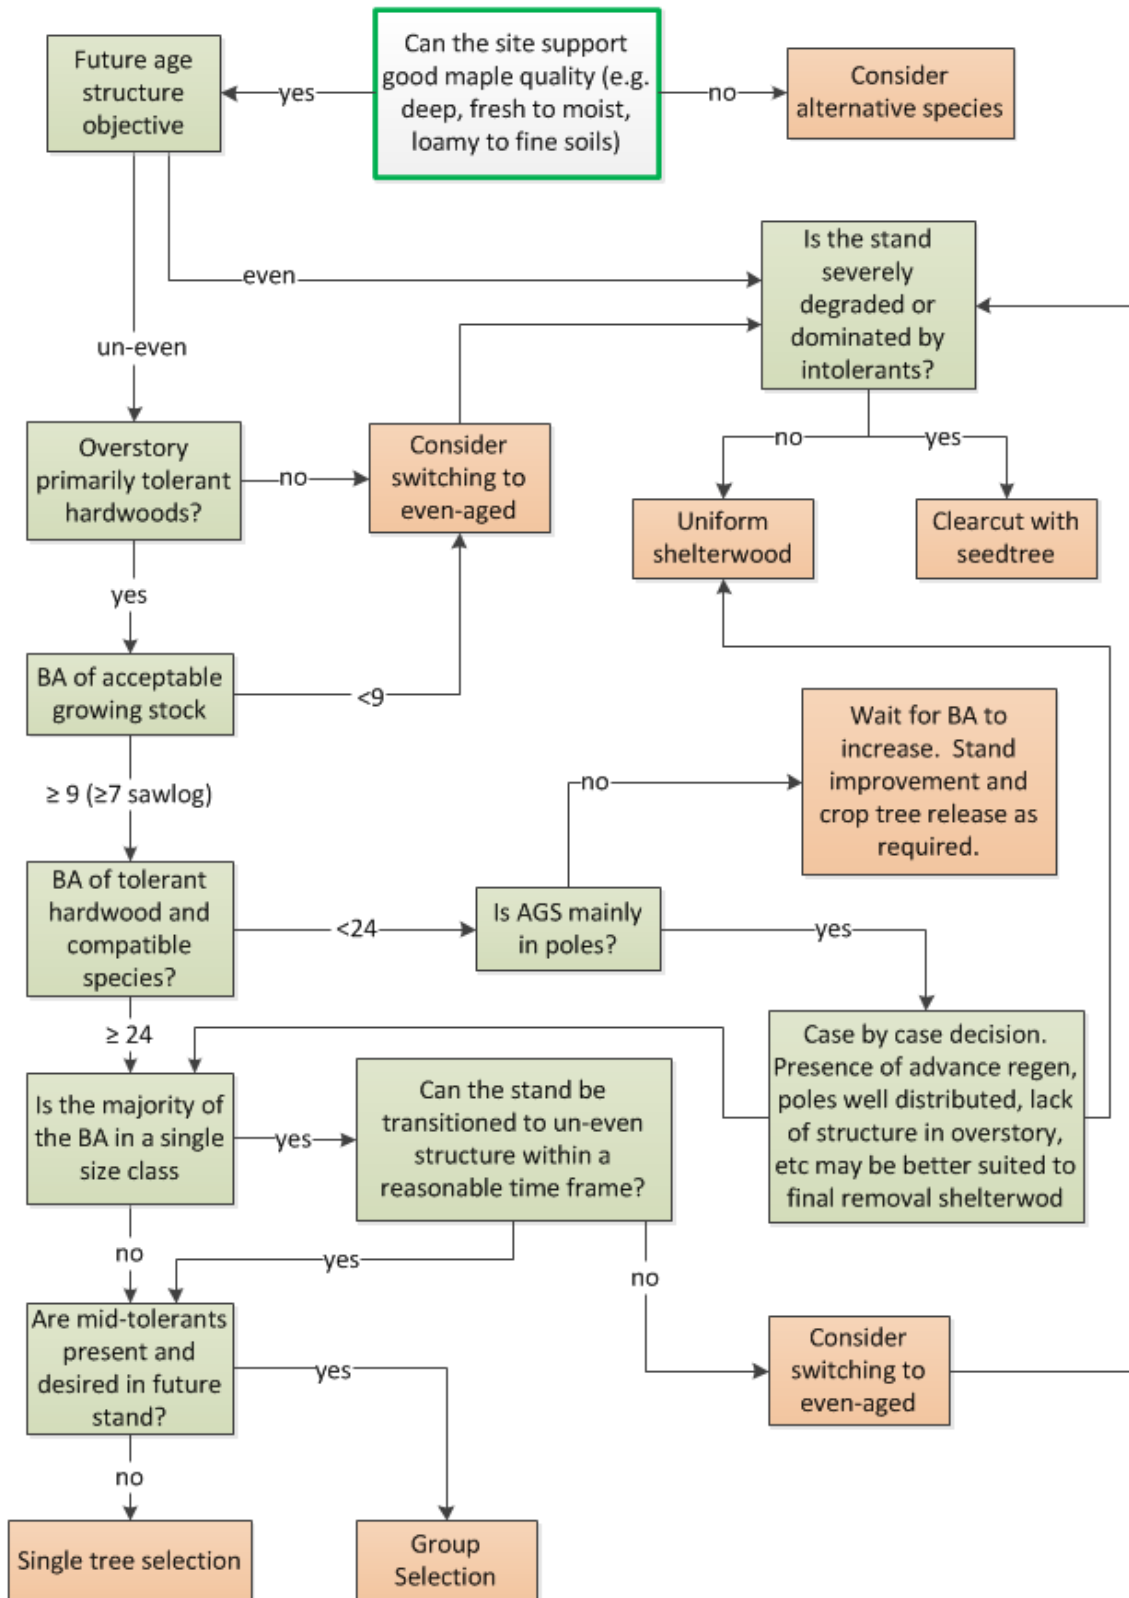 Future age
structure
objective
yes
Can the site support
good maple quality (e.g.
deep, fresh to moist,
loamy to fine soils)
no
Consider
alternative species
even
un-even
Is the stand
severely
degraded or
dominated by
intolerants?
no
yes
Overstory
primarily tolerant
hardwoods?
no
Consider
switching to
even-aged
Uniform
shelterwood
Clearcut with
seedtree
yes
BA of acceptable
growing stock
<9
≥ 9 (≥7 sawlog)
Wait for BA to
increase.  Stand
improvement and
crop tree release as
required.
no
BA of tolerant
hardwood and
compatible
species?
<24
Is AGS mainly
in poles?
yes
≥ 24
Case by case decision.
Presence of advance regen,
poles well distributed, lack
of structure in overstory,
etc may be better suited to
final removal shelterwod
Is the majority of
the BA in a single
size class
yes
Can the stand be
transitioned to un-even
structure within a
reasonable time frame?
no
yes
no
Are mid-tolerants
present and
desired in future
stand?
yes
Consider
switching to
even-aged
no
Single tree selection
Group
Selection